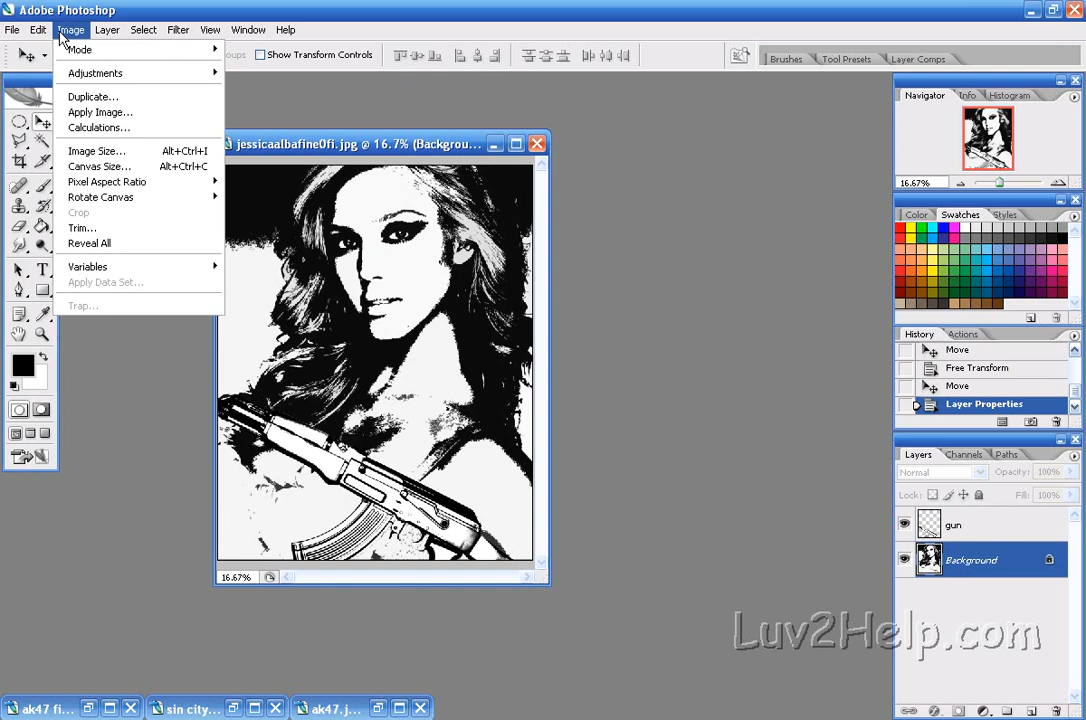 Adobe Photoshop
File Edit Image Layer Select Filter View Window Help
Show Transform Controls
Brushes Tool Presets Layer Comps
Mode
Adjustments
Duplicate...
Apply Image...
Calculations...
Image Size... Alt+Ctrl+I
Canvas Size... Alt+Ctrl+C
Pixel Aspect Ratio
Rotate Canvas
Crop
Trim...
Reveal All
Variables
Apply Data Set...
Trap...
jessicaalbafine0fi.jpg @ 16.7% (Backgrou...
16.67%
Navigator Info Histogram
16.67%
Color Swatches Styles
History Actions
Move
Free Transform
Move
Layer Properties
Layers Channels Paths
Normal Opacity: 100%
Lock: Fill: 100%
gun
Background
Luv2Help.com
ak47 fi... sin city... ak47.j...